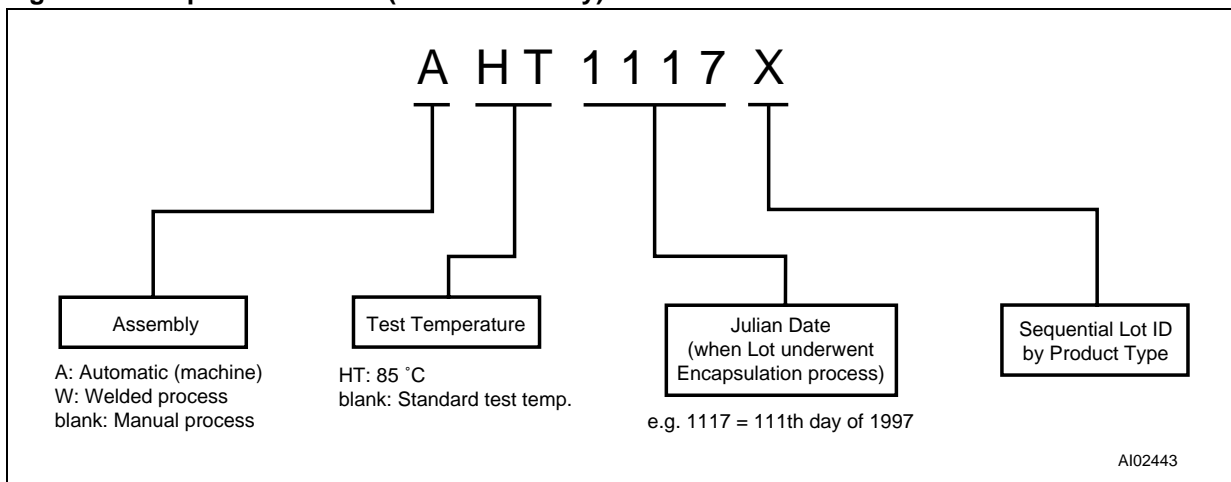 A HT 1117 X
Assembly
A: Automatic (machine)
W: Welded process
blank: Manual process
Test Temperature
HT: 85 ˚C
blank: Standard test temp.
Julian Date
(when Lot underwent
Encapsulation process)
e.g. 1117 = 111th day of 1997
Sequential Lot ID
by Product Type
AI02443